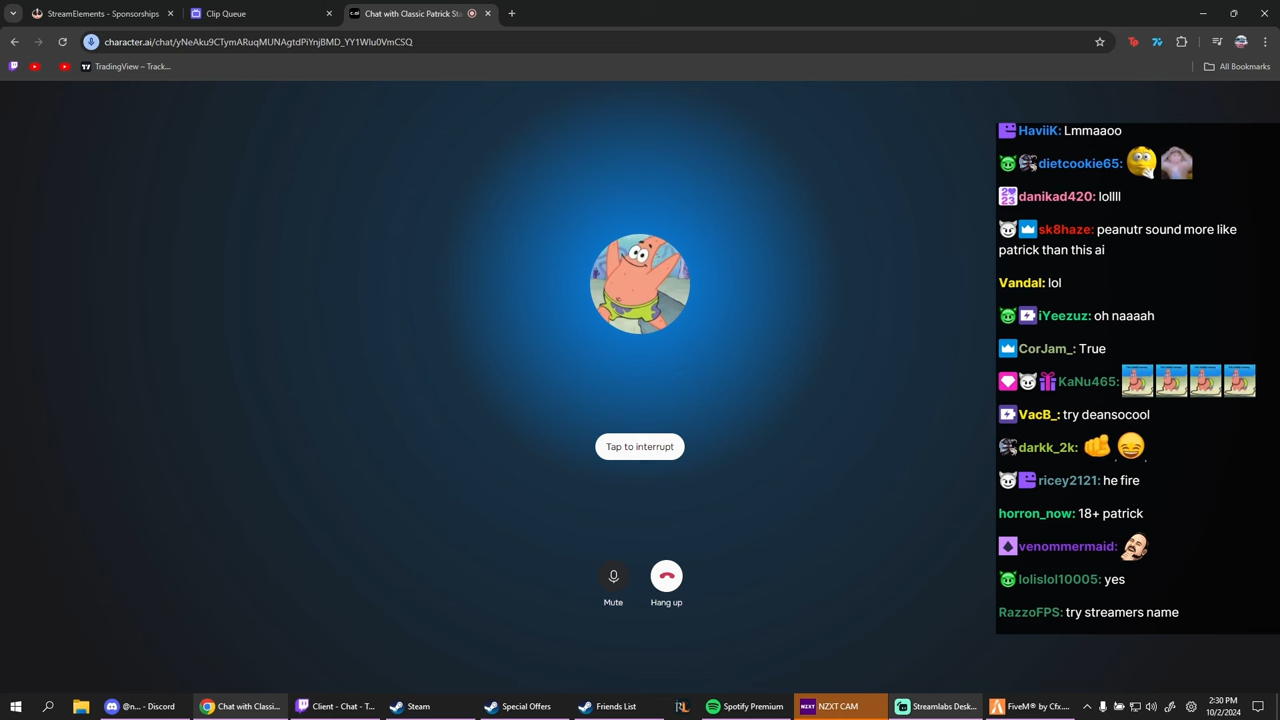 StreamElements - Sponsorships
Clip Queue
Chat with Classic Patrick Sta
character.ai/chat/yNeAku9CTymARuqMUNAgtdPiYnjBMD_YY1Wlu0VmCSQ
TradingView – Track...
All Bookmarks
HaviiK: Lmmaaoo
dietcookie65:
danikad420: lollll
sk8haze: peanutr sound more like
patrick than this ai
Vandal: lol
iYeezuz: oh naaaah
CorJam_: True
KaNu465:
VacB_: try deansocool
darkk_2k:
ricey2121: he fire
horron_now: 18+ patrick
venommermaid:
lolislol10005: yes
RazzoFPS: try streamers name
Tap to interrupt
Mute
Hang up
@n... - Discord
Chat with Classi...
Client - Chat - T...
Steam
Special Offers
Friends List
RL
Spotify Premium
NZXT CAM
Streamlabs Desk...
FiveM® by Cfx....
2:30 PM
10/2/2024